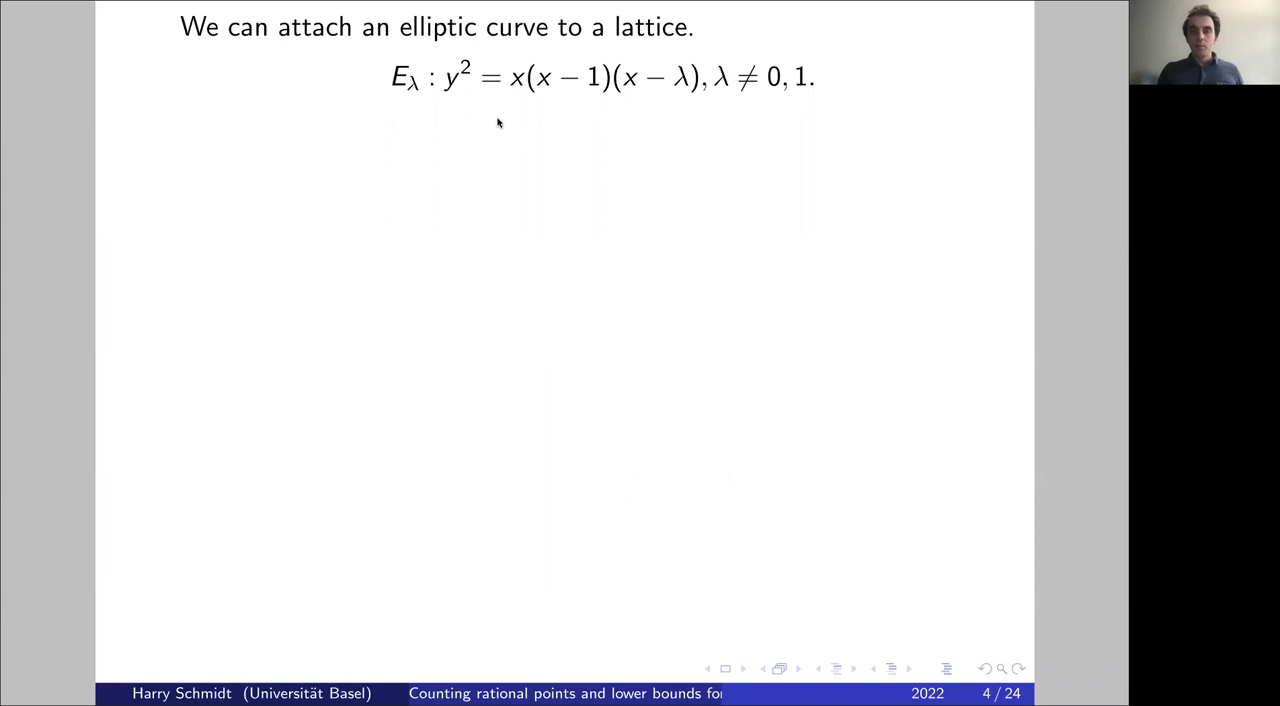 We can attach an elliptic curve to a lattice.
E_λ : y² = x(x − 1)(x − λ), λ ≠ 0, 1.
Harry Schmidt (Universität Basel) Counting rational points and lower bounds for 2022 4 / 24